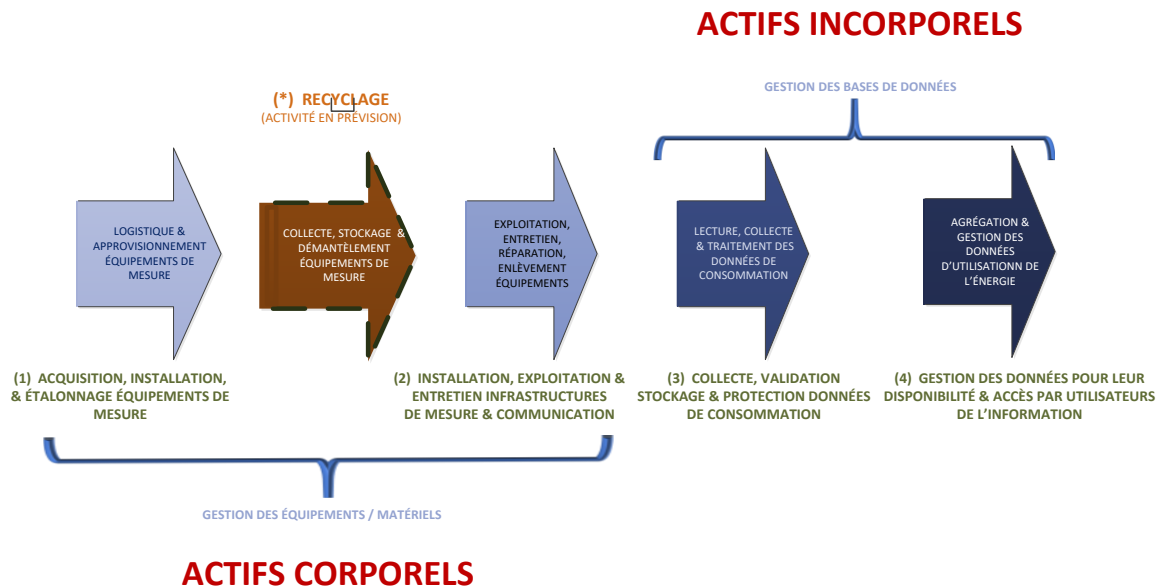 ACTIFS INCORPORELS
GESTION DES BASES DE DONNÉES
(*) RECYCLAGE
(ACTIVITÉ EN PRÉVISION)
LOGISTIQUE &
APPROVISIONNEMENT
ÉQUIPEMENTS DE
MESURE
COLLECTE, STOCKAGE &
DÉMANTÈLEMENT
ÉQUIPEMENTS DE
MESURE
EXPLOITATION,
ENTRETIEN,
RÉPARATION,
ENLÈVEMENT
ÉQUIPEMENTS
LECTURE, COLLECTE
& TRAITEMENT DES
DONNÉES DE
CONSOMMATION
AGRÉGATION &
GESTION DES
DONNÉES
D'UTILISATIONN DE
L'ÉNERGIE
(1) ACQUISITION, INSTALLATION,
& ÉTALONNAGE ÉQUIPEMENTS DE
MESURE
(2) INSTALLATION, EXPLOITATION &
ENTRETIEN INFRASTRUCTURES
DE MESURE & COMMUNICATION
(3) COLLECTE, VALIDATION
STOCKAGE & PROTECTION DONNÉES
DE CONSOMMATION
(4) GESTION DES DONNÉES POUR LEUR
DISPONIBILITÉ & ACCÈS PAR UTILISATEURS
DE L'INFORMATION
GESTION DES ÉQUIPEMENTS / MATÉRIELS
ACTIFS CORPORELS